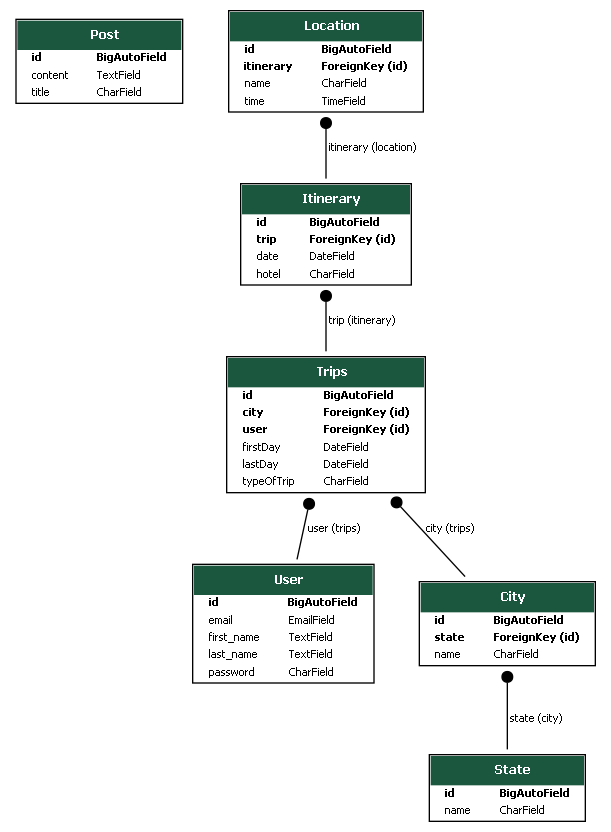 Post
id BigAutoField
content TextField
title CharField
Location
id BigAutoField
itinerary ForeignKey (id)
name CharField
time TimeField
itinerary (location)
Itinerary
id BigAutoField
trip ForeignKey (id)
date DateField
hotel CharField
trip (itinerary)
Trips
id BigAutoField
city ForeignKey (id)
user ForeignKey (id)
firstDay DateField
lastDay DateField
typeOfTrip CharField
user (trips)
city (trips)
User
id BigAutoField
email EmailField
first_name TextField
last_name TextField
password CharField
City
id BigAutoField
state ForeignKey (id)
name CharField
state (city)
State
id BigAutoField
name CharField